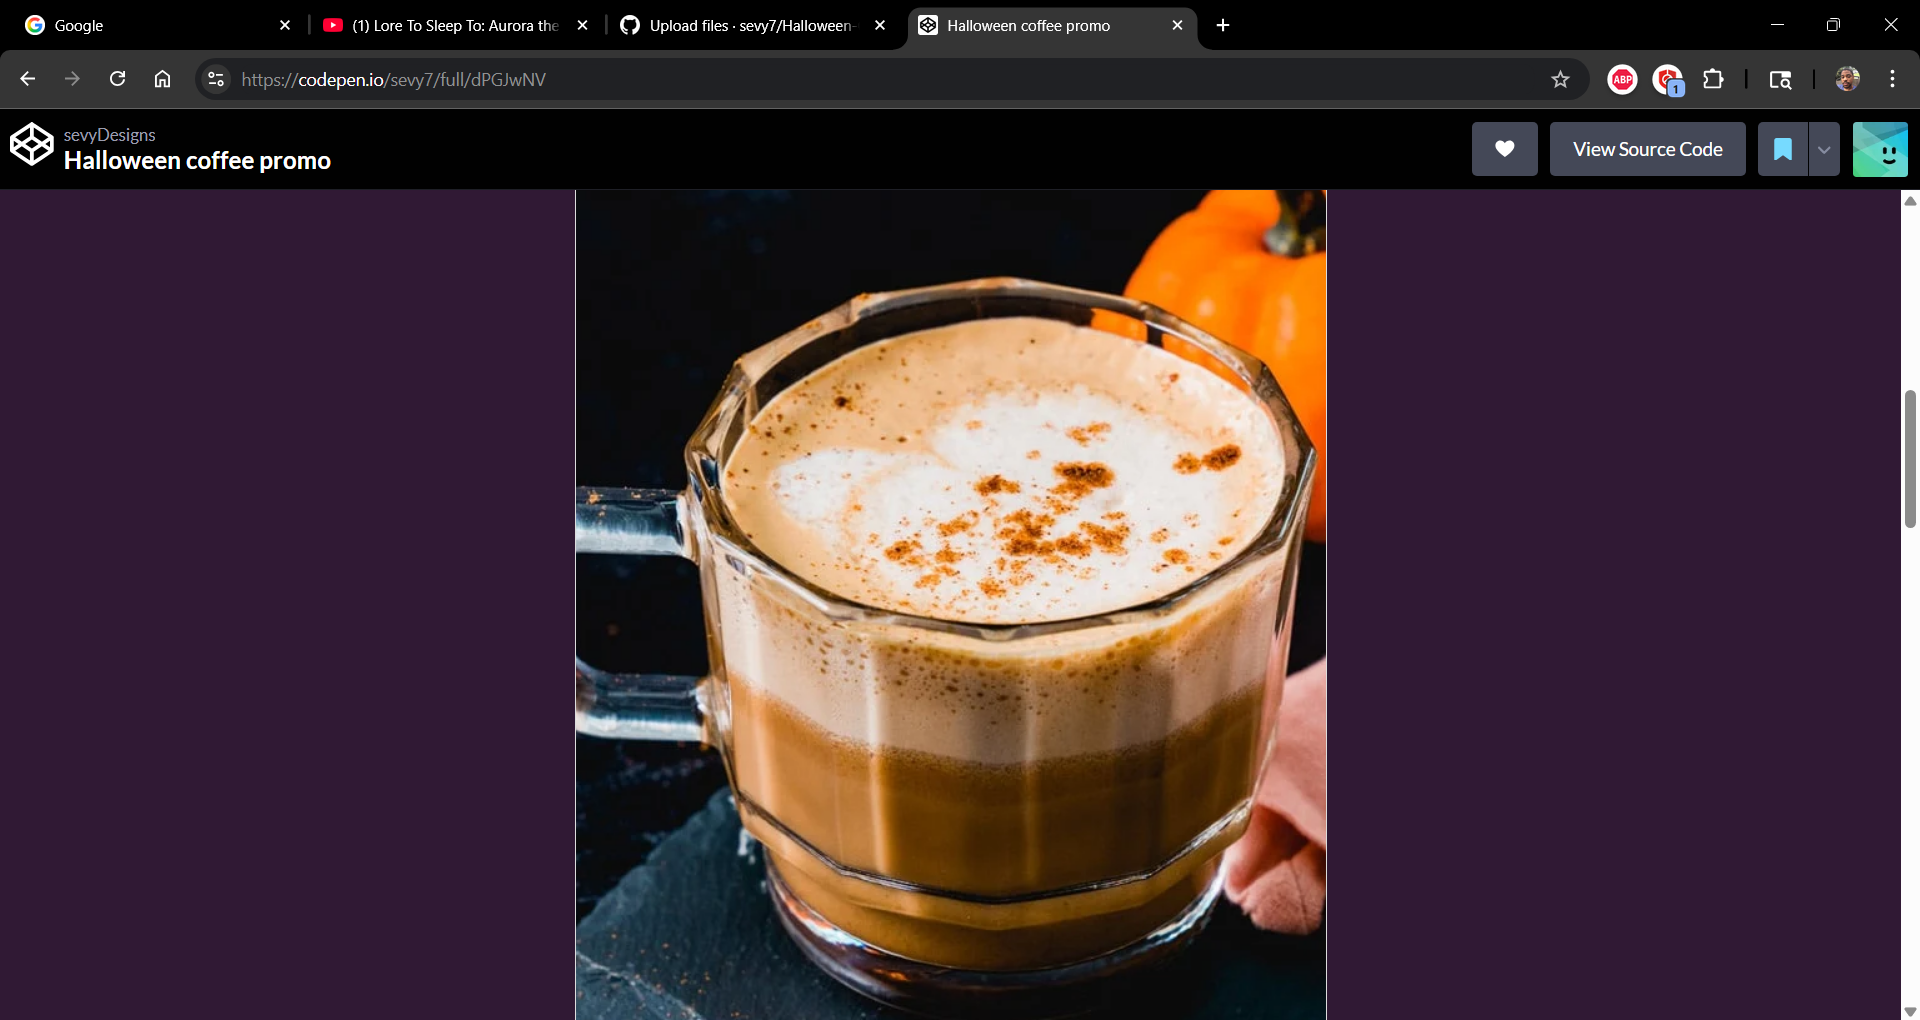 Google
(1) Lore To Sleep To: Aurora the
Upload files · sevy7/Halloween-
Halloween coffee promo
https://codepen.io/sevy7/full/dPGJwNV
ABP
1
sevyDesigns
Halloween coffee promo
View Source Code